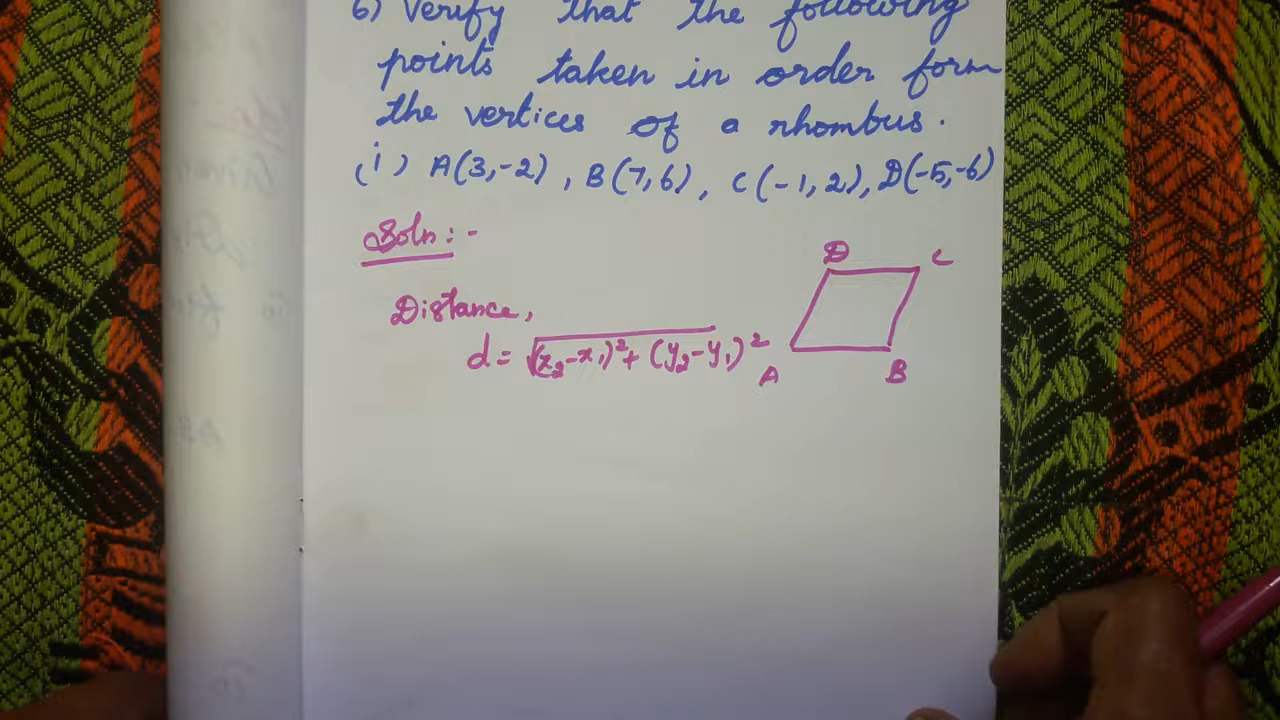 6) Verify that the following
points taken in order form
the vertices of a rhombus.
(i) A(3,-2), B(7,6), C(-1,2), D(-5,-6)
Soln:-
D C
Distance,
d = √(x₂-x₁)²+(y₂-y₁)²
A B